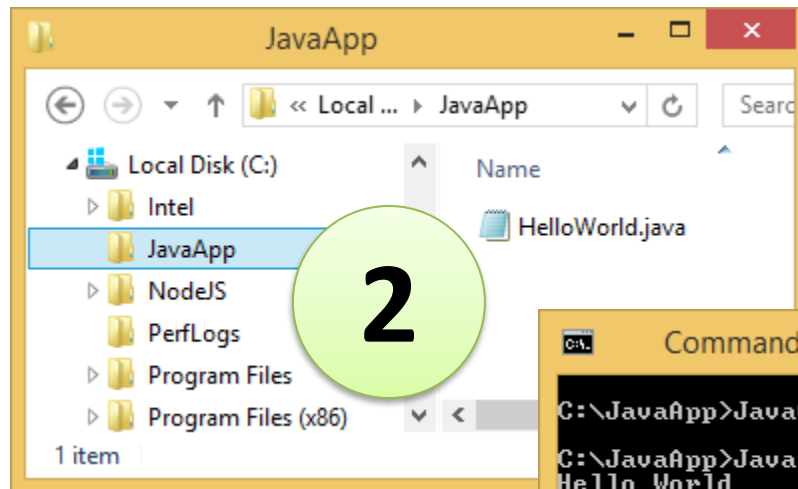 JavaApp
« Local ... JavaApp
Searc
Local Disk (C:)
Intel
JavaApp
NodeJS
PerfLogs
Program Files
Program Files (x86)
1 item
Name
HelloWorld.java
2
C:\.
Command
C:\JavaApp>Java
C:\JavaApp>Java
Hello World